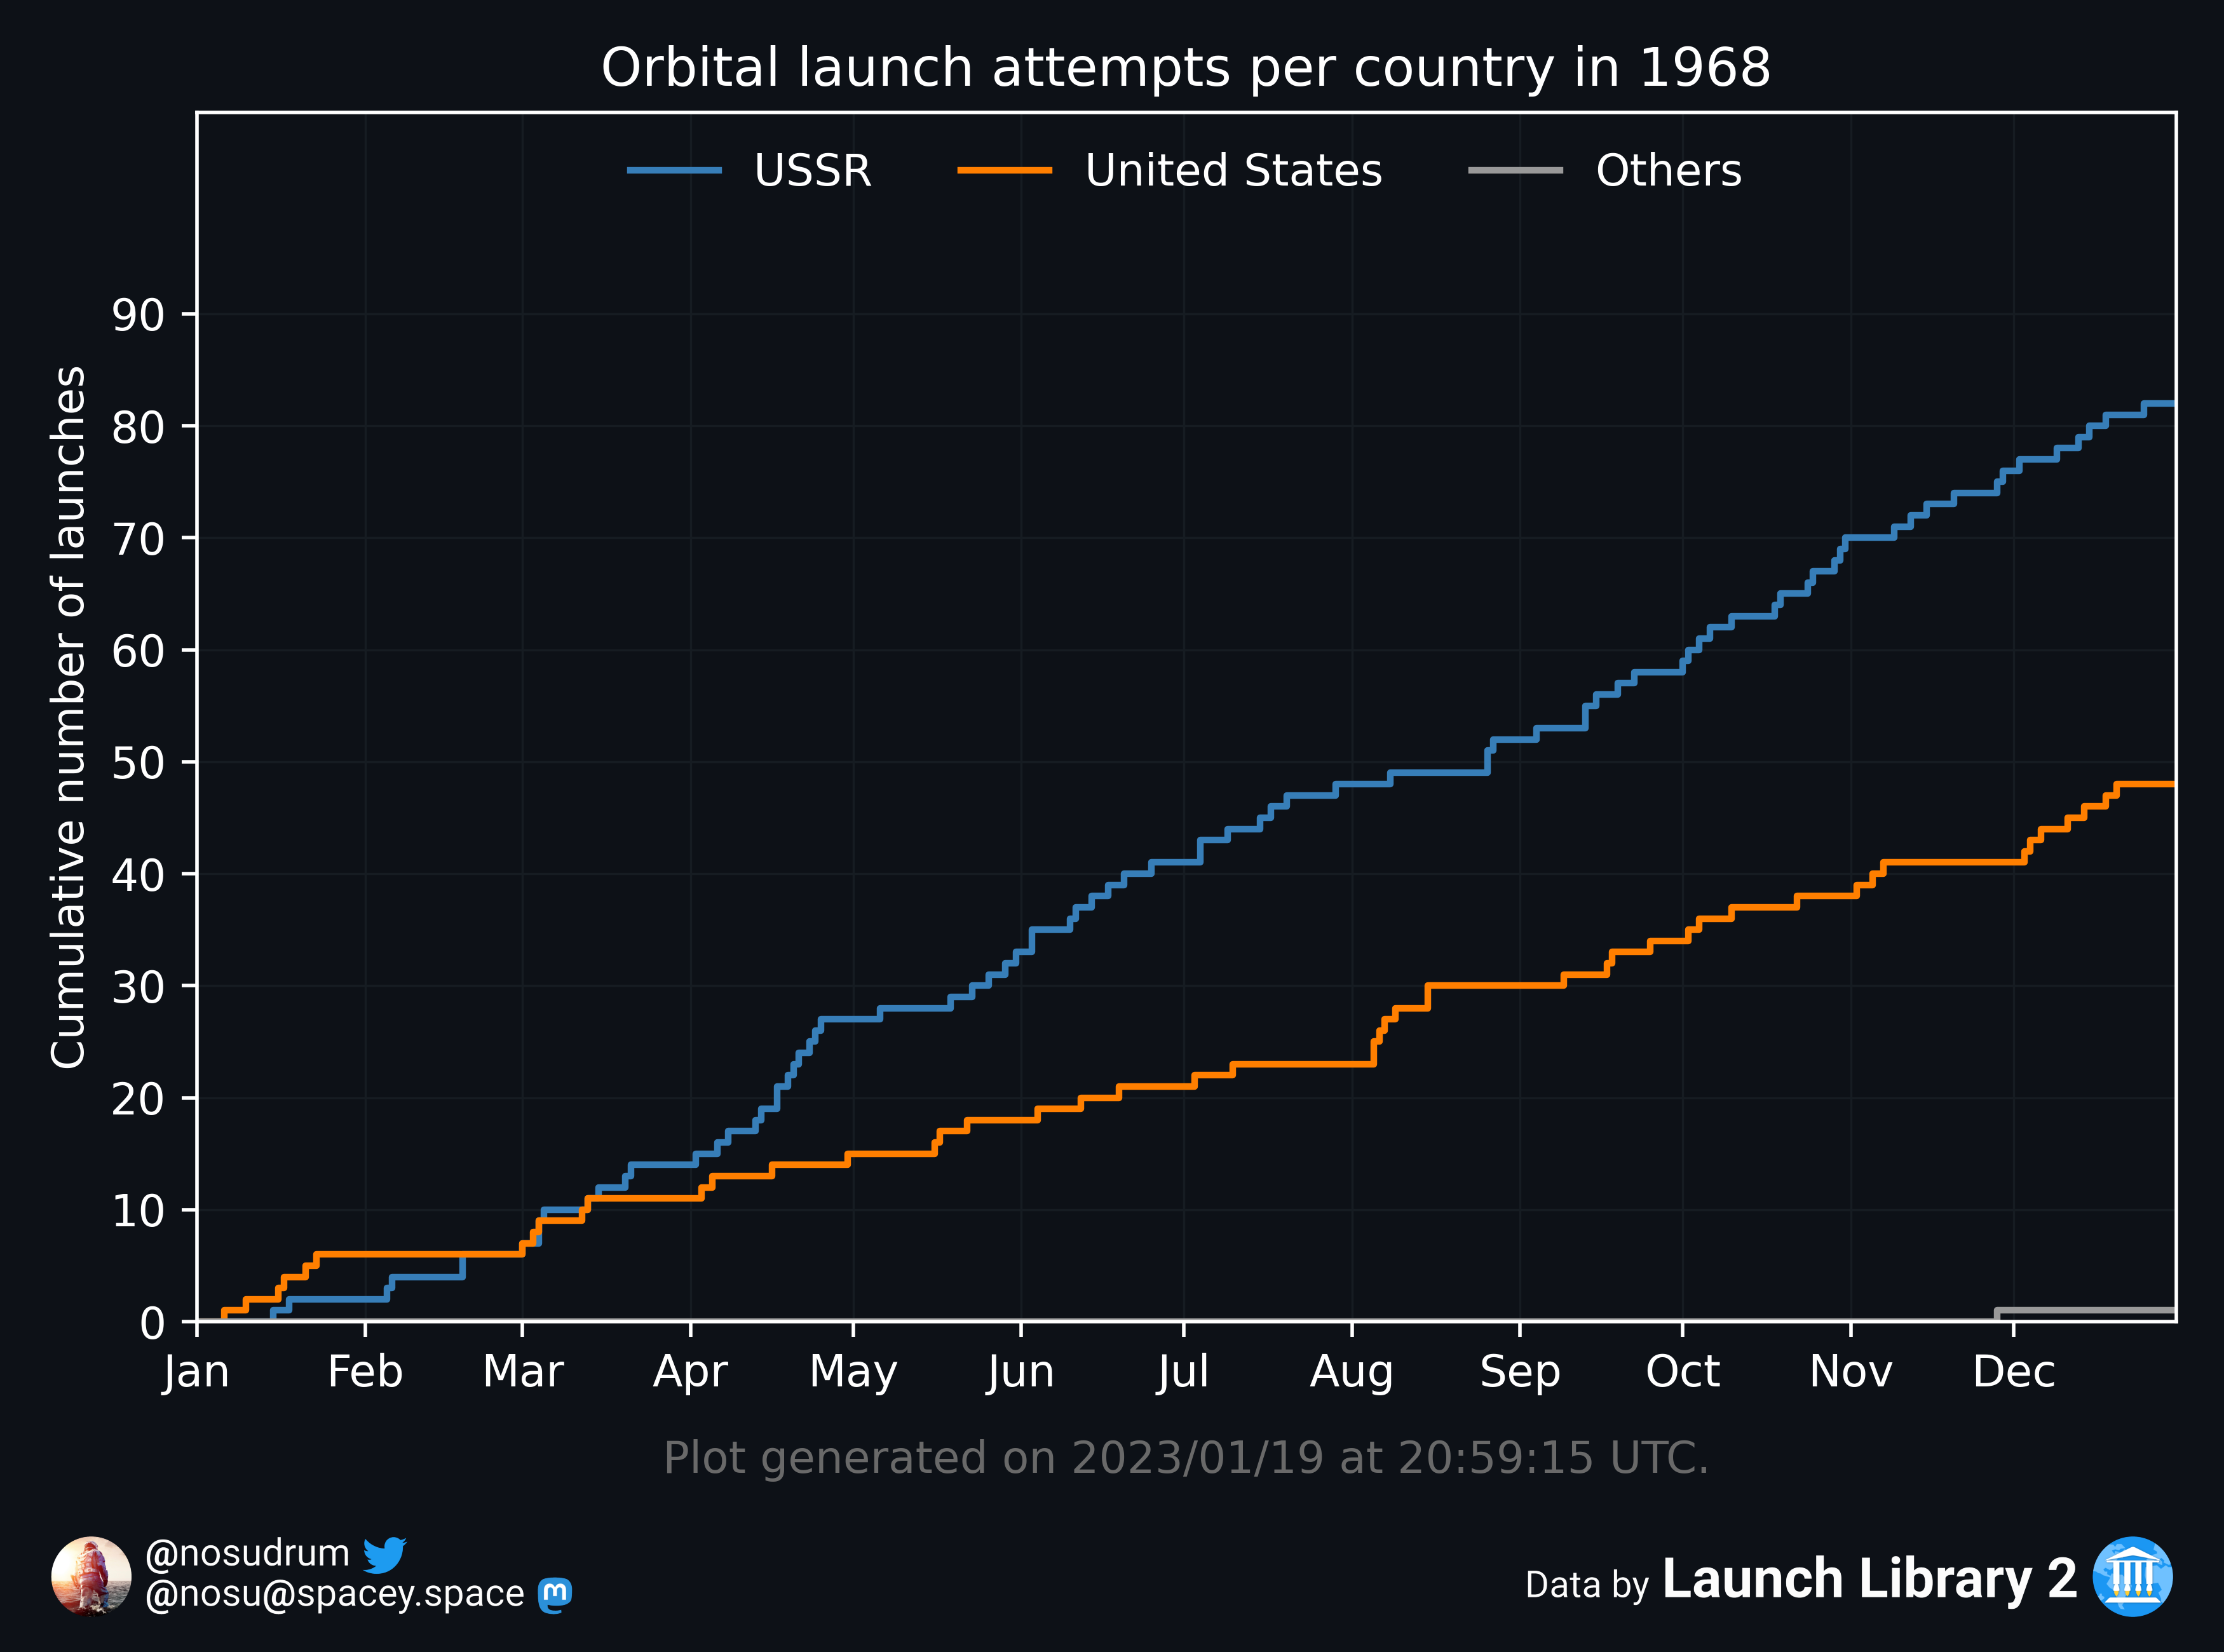 Orbital launch attempts per country in 1968
USSR United States Others
Cumulative number of launches
90
80
70
60
50
40
30
20
10
0
Jan Feb Mar Apr May Jun Jul Aug Sep Oct Nov Dec
Plot generated on 2023/01/19 at 20:59:15 UTC.
@nosudrum
@nosu@spacey.space
Data by Launch Library 2